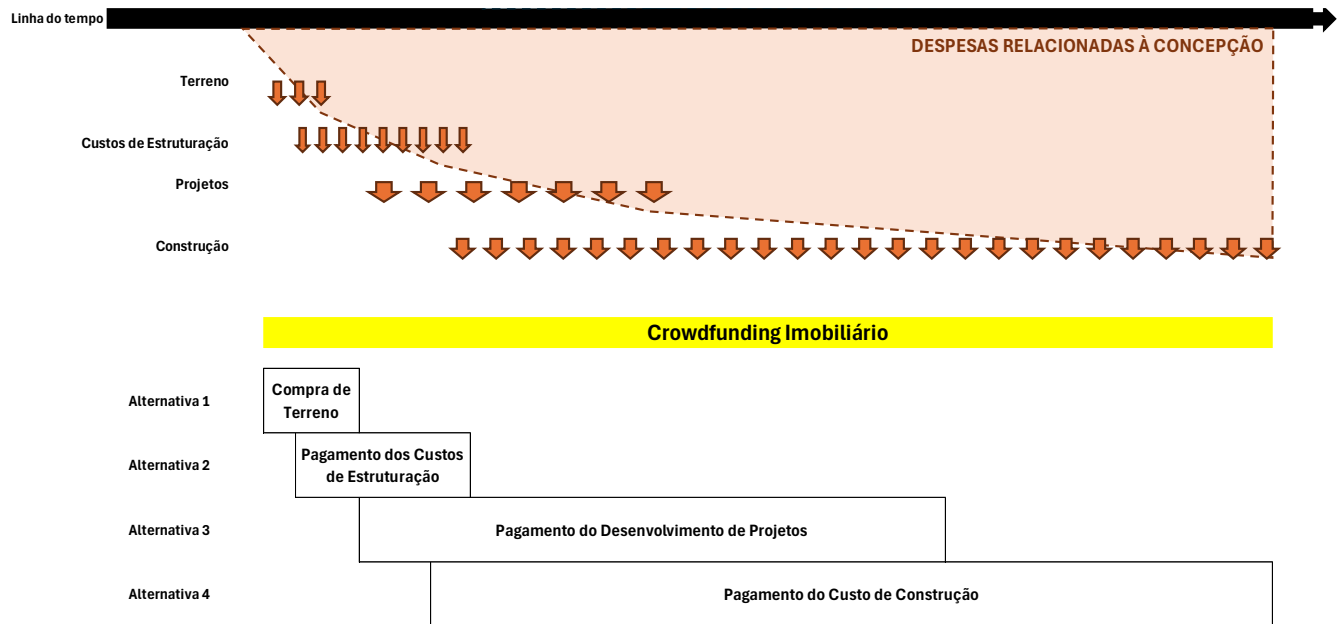 Linha do tempo
DESPESAS RELACIONADAS À CONCEPÇÃO
Terreno
Custos de Estruturação
Projetos
Construção
Crowdfunding Imobiliário
Alternativa 1
Compra de
Terreno
Alternativa 2
Pagamento dos Custos
de Estruturação
Alternativa 3
Pagamento do Desenvolvimento de Projetos
Alternativa 4
Pagamento do Custo de Construção